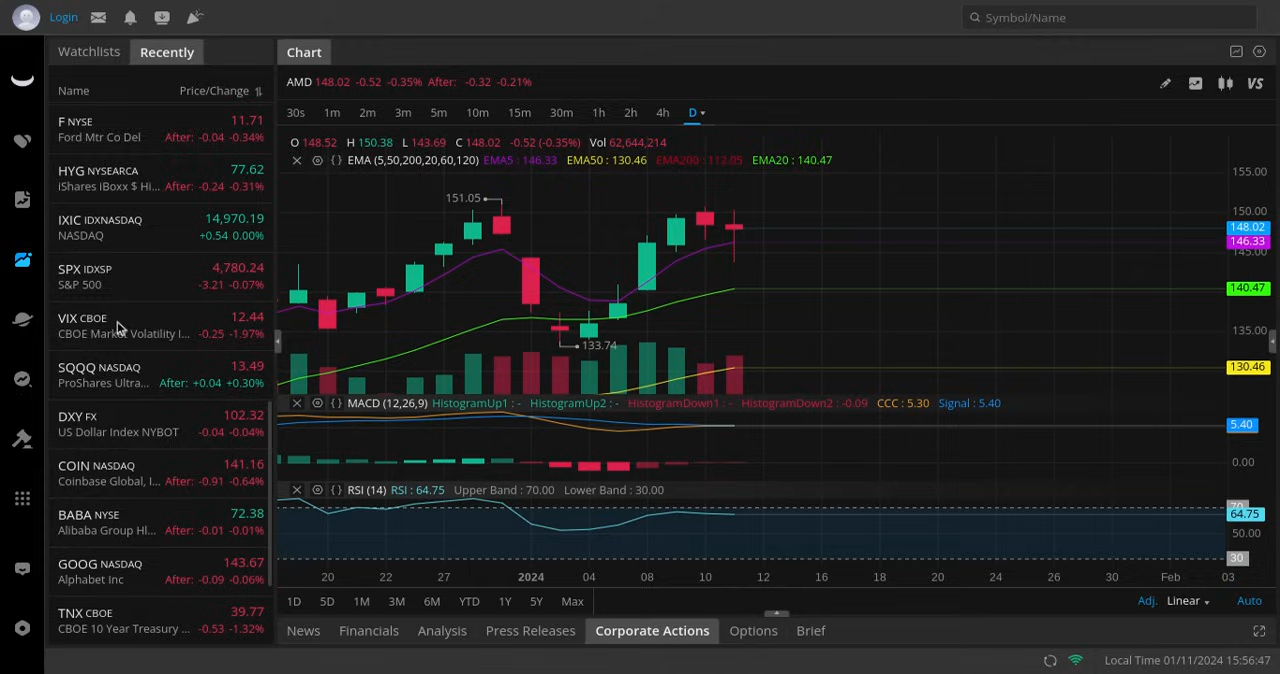 Login
Symbol/Name
Watchlists
Recently
Name
Price/Change
F NYSE 11.71
Ford Mtr Co Del After: -0.04 -0.34%
HYG NYSEARCA 77.62
iShares iBoxx $ Hi... After: -0.24 -0.31%
IXIC IDXNASDAQ 14,970.19
NASDAQ +0.54 0.00%
SPX IDXSP 4,780.24
S&P 500 -3.21 -0.07%
VIX CBOE 12.44
CBOE Market Volatility I... -0.25 -1.97%
SQQQ NASDAQ 13.49
ProShares Ultra... After: +0.04 +0.30%
DXY FX 102.32
US Dollar Index NYBOT -0.04 -0.04%
COIN NASDAQ 141.16
Coinbase Global, I... After: -0.91 -0.64%
BABA NYSE 72.38
Alibaba Group Hl... After: -0.01 -0.01%
GOOG NASDAQ 143.67
Alphabet Inc After: -0.09 -0.06%
TNX CBOE 39.77
CBOE 10 Year Treasury ... -0.53 -1.32%
Chart
AMD 148.02 -0.52 -0.35% After: -0.32 -0.21%
VS
30s 1m 2m 3m 5m 10m 15m 30m 1h 2h 4h D
O 148.52 H 150.38 L 143.69 C 148.02 -0.52 (-0.35%) Vol 62,644,214
EMA (5,50,200,20,60,120) EMA5 : 146.33 EMA50 : 130.46 EMA200 : 112.05 EMA20 : 140.47
155.00
151.05
150.00
148.02
146.33
145.00
140.47
135.00
133.74
130.46
MACD (12,26,9) HistogramUp1 : - HistogramUp2 : - HistogramDown1 : - HistogramDown2 : -0.09 CCC : 5.30 Signal : 5.40
5.40
0.00
RSI (14) RSI : 64.75 Upper Band : 70.00 Lower Band : 30.00
70
64.75
50.00
30
20 22 27 2024 04 08 10 12 16 18 20 24 26 30 Feb 03
1D 5D 1M 3M 6M YTD 1Y 5Y Max
Adj. Linear Auto
News Financials Analysis Press Releases Corporate Actions Options Brief
Local Time 01/11/2024 15:56:47